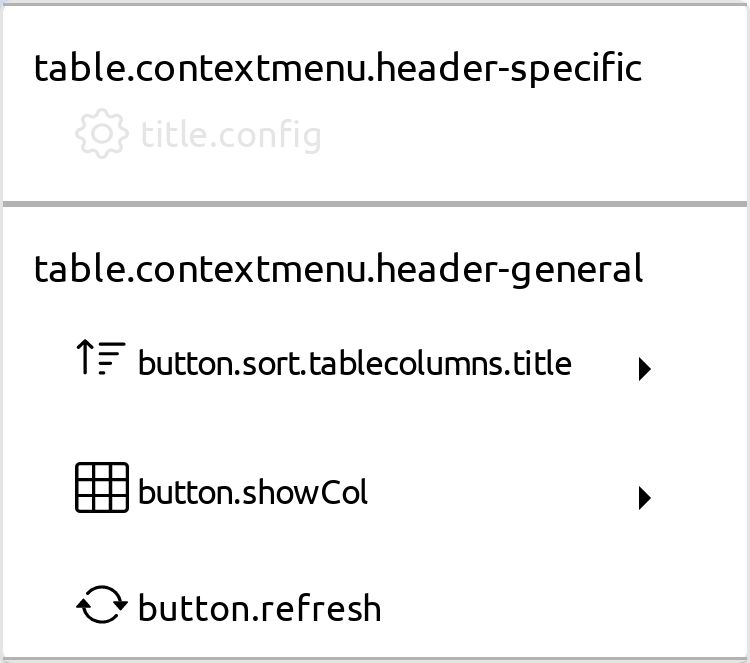 table.contextmenu.header-specific
title.config
table.contextmenu.header-general
button.sort.tablecolumns.title
button.showCol
button.refresh